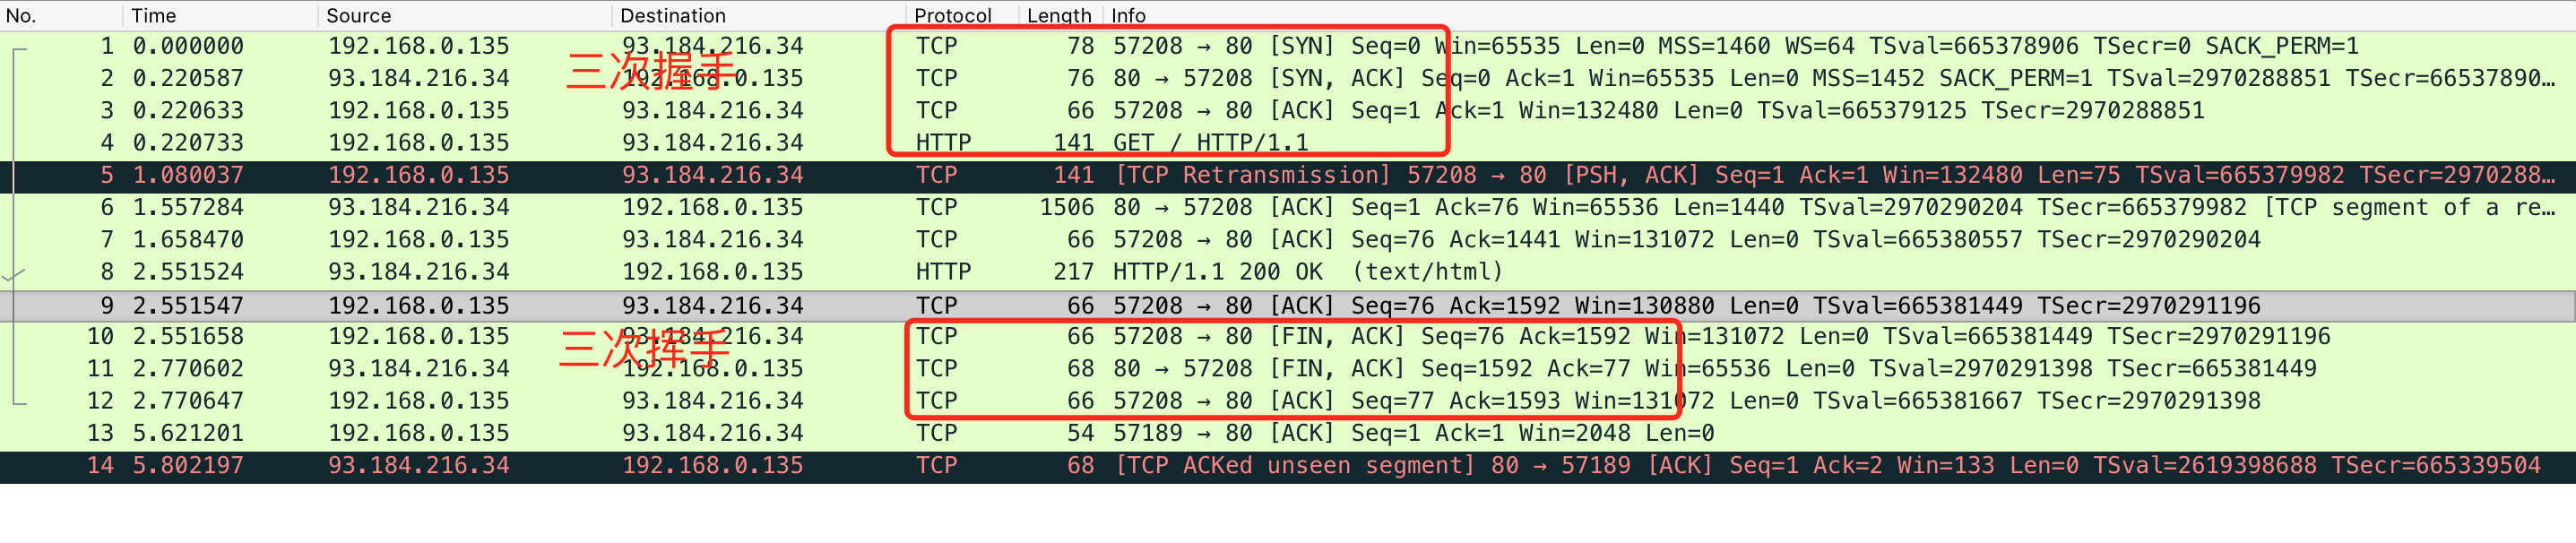 No. Time Source Destination Protocol Length Info
1 0.000000 192.168.0.135 93.184.216.34 TCP 78 57208 → 80 [SYN] Seq=0 Win=65535 Len=0 MSS=1460 WS=64 TSval=665378906 TSecr=0 SACK_PERM=1
三次握手
2 0.220587 93.184.216.34 192.168.0.135 TCP 76 80 → 57208 [SYN, ACK] Seq=0 Ack=1 Win=65535 Len=0 MSS=1452 SACK_PERM=1 TSval=2970288851 TSecr=66537890…
3 0.220633 192.168.0.135 93.184.216.34 TCP 66 57208 → 80 [ACK] Seq=1 Ack=1 Win=132480 Len=0 TSval=665379125 TSecr=2970288851
4 0.220733 192.168.0.135 93.184.216.34 HTTP 141 GET / HTTP/1.1
5 1.080037 192.168.0.135 93.184.216.34 TCP 141 [TCP Retransmission] 57208 → 80 [PSH, ACK] Seq=1 Ack=1 Win=132480 Len=75 TSval=665379982 TSecr=2970288…
6 1.557284 93.184.216.34 192.168.0.135 TCP 1506 80 → 57208 [ACK] Seq=1 Ack=76 Win=65536 Len=1440 TSval=2970290204 TSecr=665379982 [TCP segment of a re…
7 1.658470 192.168.0.135 93.184.216.34 TCP 66 57208 → 80 [ACK] Seq=76 Ack=1441 Win=131072 Len=0 TSval=665380557 TSecr=2970290204
8 2.551524 93.184.216.34 192.168.0.135 HTTP 217 HTTP/1.1 200 OK (text/html)
9 2.551547 192.168.0.135 93.184.216.34 TCP 66 57208 → 80 [ACK] Seq=76 Ack=1592 Win=130880 Len=0 TSval=665381449 TSecr=2970291196
10 2.551658 192.168.0.135 93.184.216.34 TCP 66 57208 → 80 [FIN, ACK] Seq=76 Ack=1592 Win=131072 Len=0 TSval=665381449 TSecr=2970291196
三次挥手
11 2.770602 93.184.216.34 192.168.0.135 TCP 68 80 → 57208 [FIN, ACK] Seq=1592 Ack=77 Win=65536 Len=0 TSval=2970291398 TSecr=665381449
12 2.770647 192.168.0.135 93.184.216.34 TCP 66 57208 → 80 [ACK] Seq=77 Ack=1593 Win=131072 Len=0 TSval=665381667 TSecr=2970291398
13 5.621201 192.168.0.135 93.184.216.34 TCP 54 57189 → 80 [ACK] Seq=1 Ack=1 Win=2048 Len=0
14 5.802197 93.184.216.34 192.168.0.135 TCP 68 [TCP ACKed unseen segment] 80 → 57189 [ACK] Seq=1 Ack=2 Win=133 Len=0 TSval=2619398688 TSecr=665339504